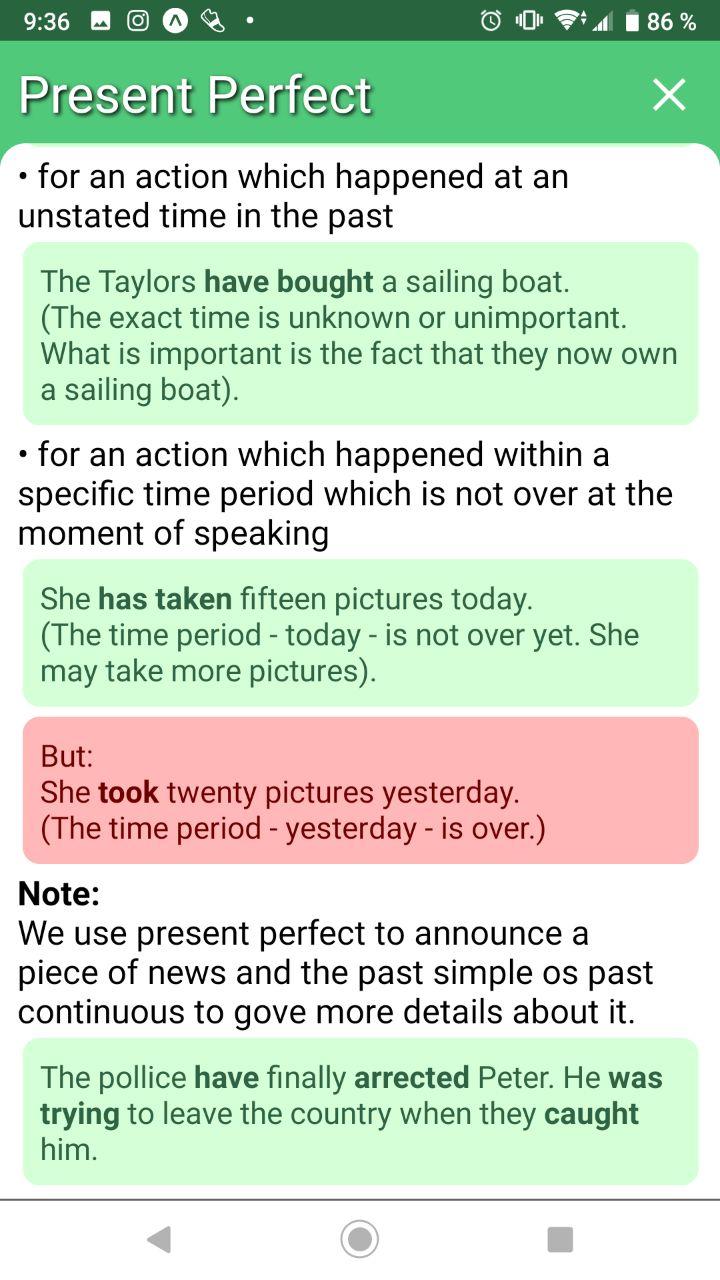 9:36
86 %
Present Perfect
• for an action which happened at an
unstated time in the past
The Taylors have bought a sailing boat.
(The exact time is unknown or unimportant.
What is important is the fact that they now own
a sailing boat).
• for an action which happened within a
specific time period which is not over at the
moment of speaking
She has taken fifteen pictures today.
(The time period - today - is not over yet. She
may take more pictures).
But:
She took twenty pictures yesterday.
(The time period - yesterday - is over.)
Note:
We use present perfect to announce a
piece of news and the past simple os past
continuous to gove more details about it.
The pollice have finally arrected Peter. He was
trying to leave the country when they caught
him.